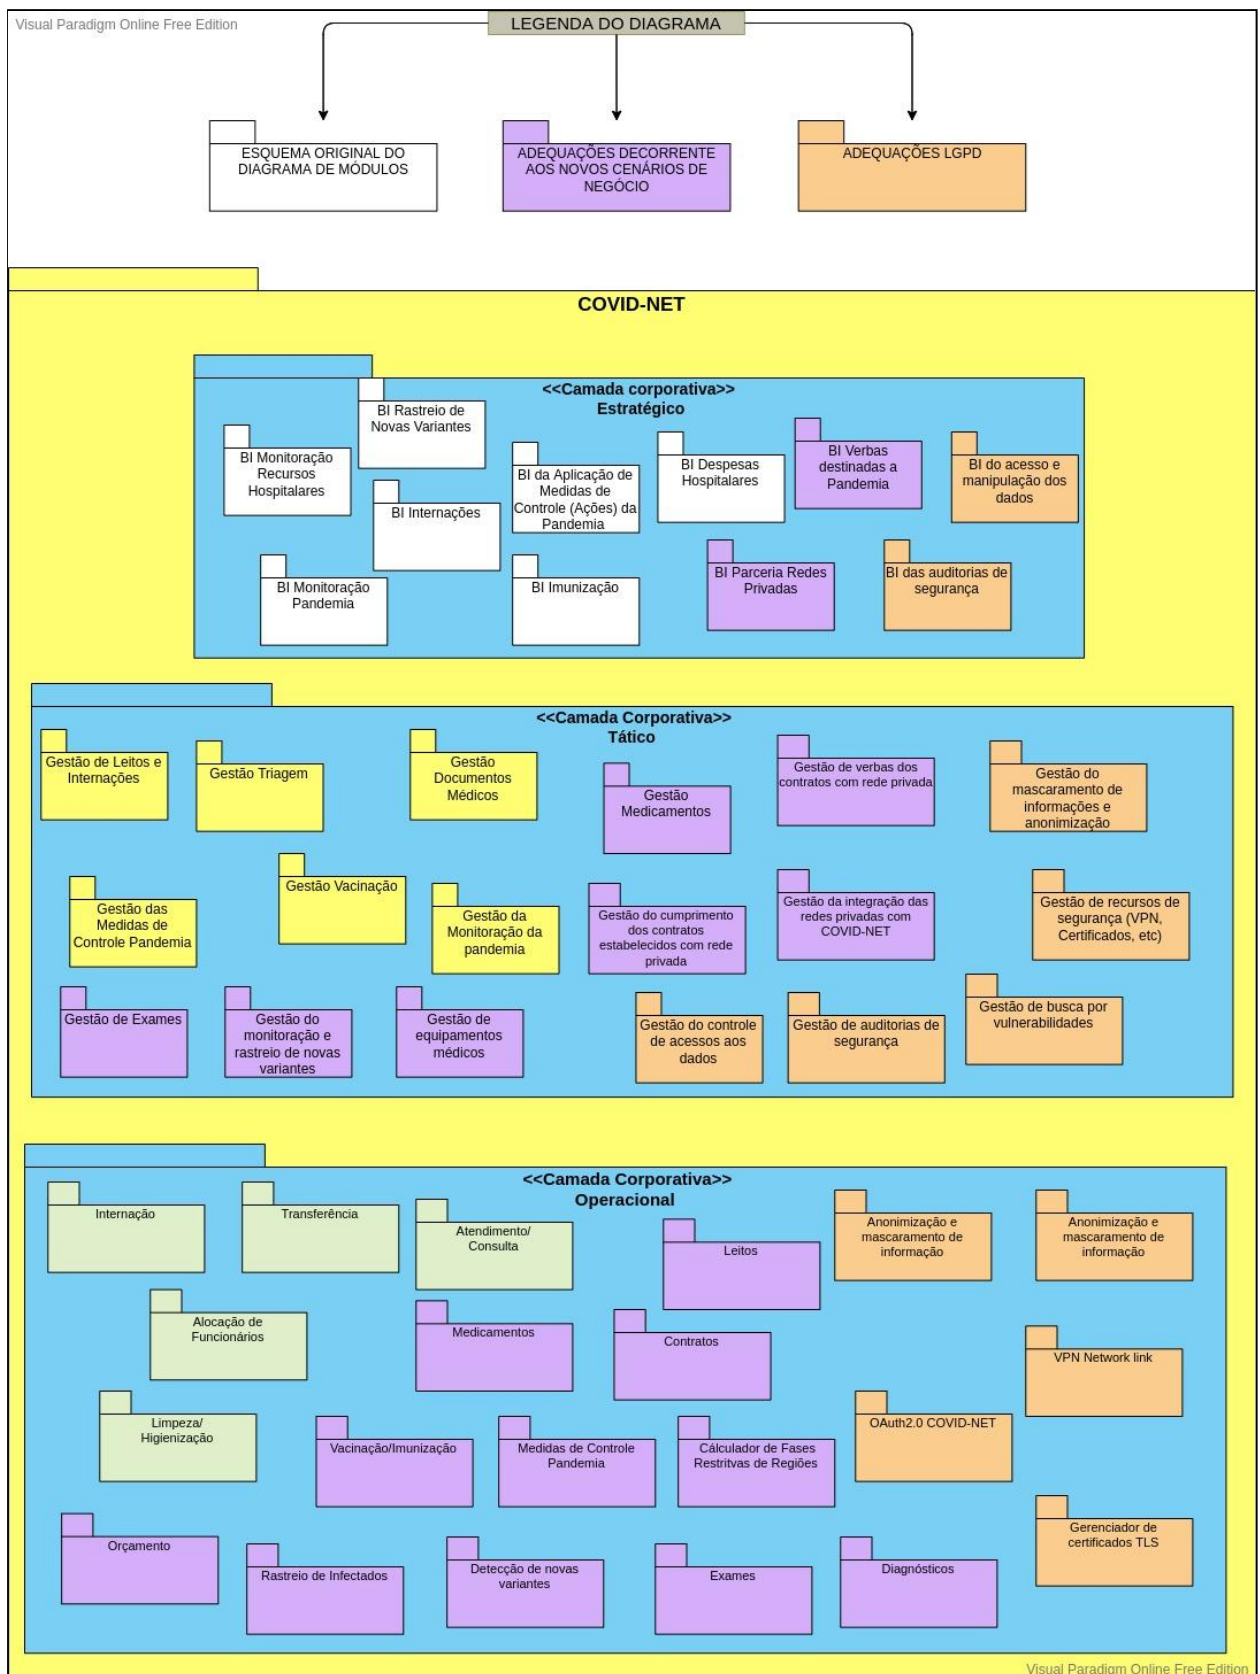 Visual Paradigm Online Free Edition
LEGENDA DO DIAGRAMA
ESQUEMA ORIGINAL DO
DIAGRAMA DE MÓDULOS
ADEQUAÇÕES DECORRENTE
AOS NOVOS CENÁRIOS DE
NEGÓCIO
ADEQUAÇÕES LGPD
COVID-NET
<<Camada corporativa>>
Estratégico
BI Rastreio de
Novas Variantes
BI Monitoração
Recursos
Hospitalares
BI Internações
BI da Aplicação de
Medidas de
Controle (Ações) da
Pandemia
BI Despesas
Hospitalares
BI Verbas
destinadas a
Pandemia
BI do acesso e
manipulação dos
dados
BI Monitoração
Pandemia
BI Imunização
BI Parceria Redes
Privadas
BI das auditorias de
segurança
<<Camada Corporativa>>
Tático
Gestão de Leitos e
Internações
Gestão Triagem
Gestão
Documentos
Médicos
Gestão
Medicamentos
Gestão de verbas dos
contratos com rede privada
Gestão do
mascaramento de
informações e
anonimização
Gestão das
Medidas de
Controle Pandemia
Gestão Vacinação
Gestão da
Monitoração da
pandemia
Gestão do cumprimento
dos contratos
estabelecidos com rede
privada
Gestão da integração das
redes privadas com
COVID-NET
Gestão de recursos de
segurança (VPN,
Certificados, etc)
Gestão de Exames
Gestão do
monitoração e
rastreio de novas
variantes
Gestão de
equipamentos
médicos
Gestão do controle
de acessos aos
dados
Gestão de auditorias de
segurança
Gestão de busca por
vulnerabilidades
<<Camada Corporativa>>
Operacional
Internação
Transferência
Atendimento/
Consulta
Leitos
Anonimização e
mascaramento de
informação
Anonimização e
mascaramento de
informação
Alocação de
Funcionários
Medicamentos
Contratos
VPN Network link
Limpeza/
Higienização
Vacinação/Imunização
Medidas de Controle
Pandemia
Cálculador de Fases
Restritvas de Regiões
OAuth2.0 COVID-NET
Orçamento
Rastreio de Infectados
Detecção de novas
variantes
Exames
Diagnósticos
Gerenciador de
certificados TLS
Visual Paradigm Online Free Edition